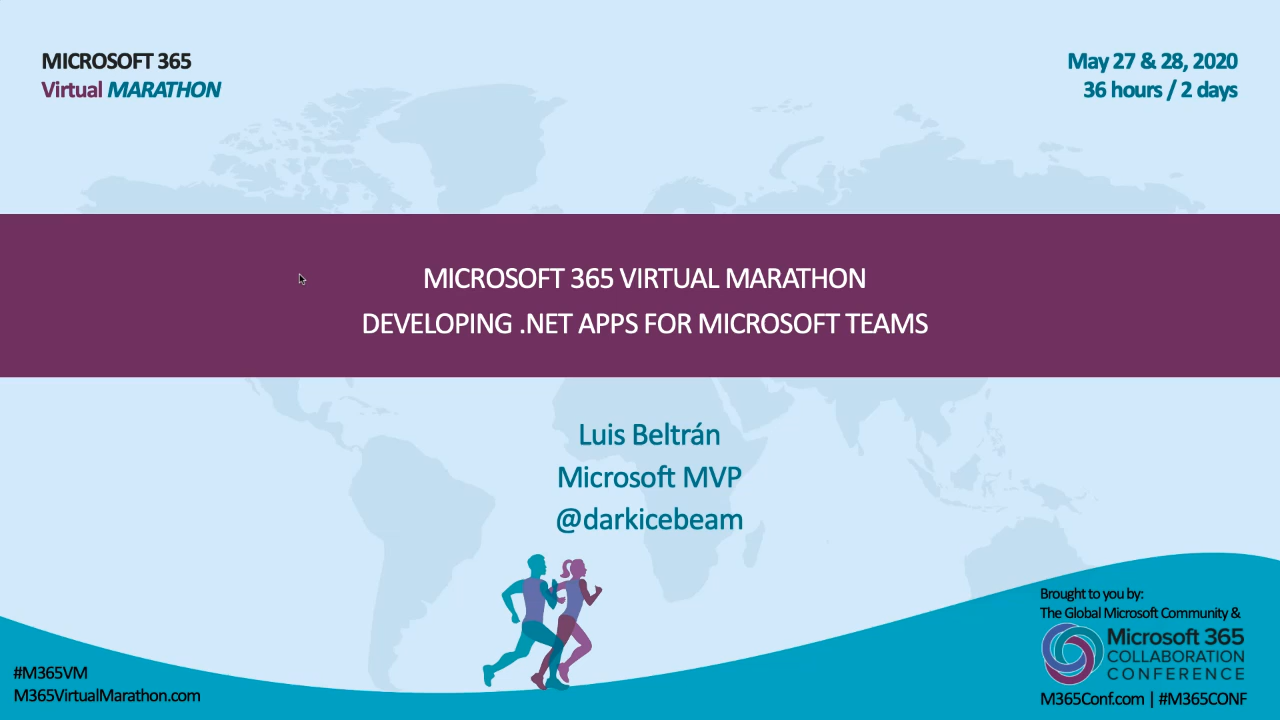 MICROSOFT 365
Virtual MARATHON
May 27 & 28, 2020
36 hours / 2 days
MICROSOFT 365 VIRTUAL MARATHON
DEVELOPING .NET APPS FOR MICROSOFT TEAMS
Luis Beltrán
Microsoft MVP
@darkicebeam
#M365VM
M365VirtualMarathon.com
Brought to you by:
The Global Microsoft Community &
Microsoft 365
COLLABORATION
CONFERENCE
M365Conf.com | #M365CONF